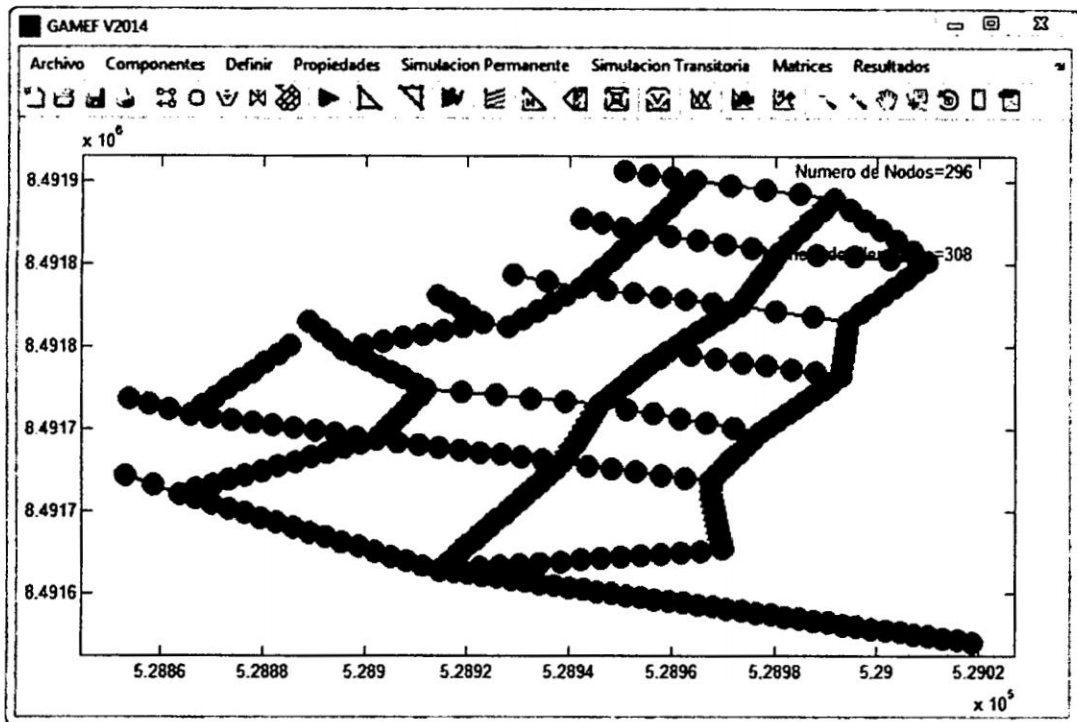 GAMEF V2014
Archivo Componentes Definir Propiedades Simulacion Permanente Simulacion Transitoria Matrices Resultados
x 10^6
8.4919
Numero de Nodos=296
8.4918
=308
8.4918
8.4917
8.4917
8.4916
5.2886 5.2888 5.289 5.2892 5.2894 5.2896 5.2898 5.29 5.2902
x 10^5